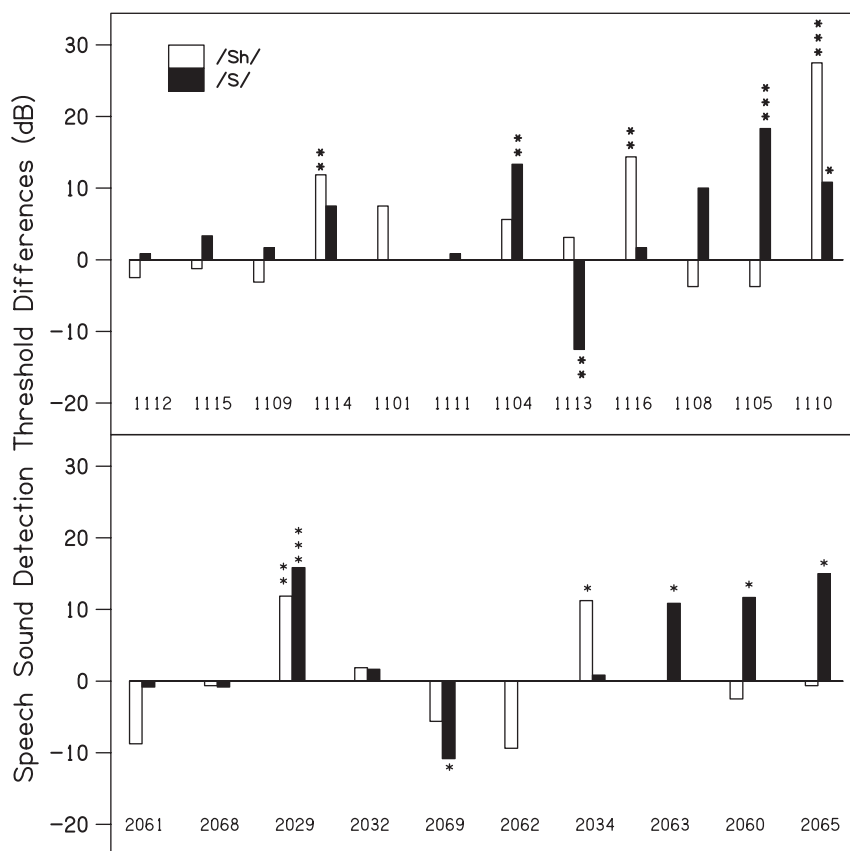 Speech Sound Detection Threshold Differences (dB)
/Sh/
/S/
30
20
10
0
−10
−20
** ** ** ** *** *** *
1112 1115 1109 1114 1101 1111 1104 1113 1116 1108 1105 1110
30
20
10
0
−10
−20
** *** * * * * *
2061 2068 2029 2032 2069 2062 2034 2063 2060 2065